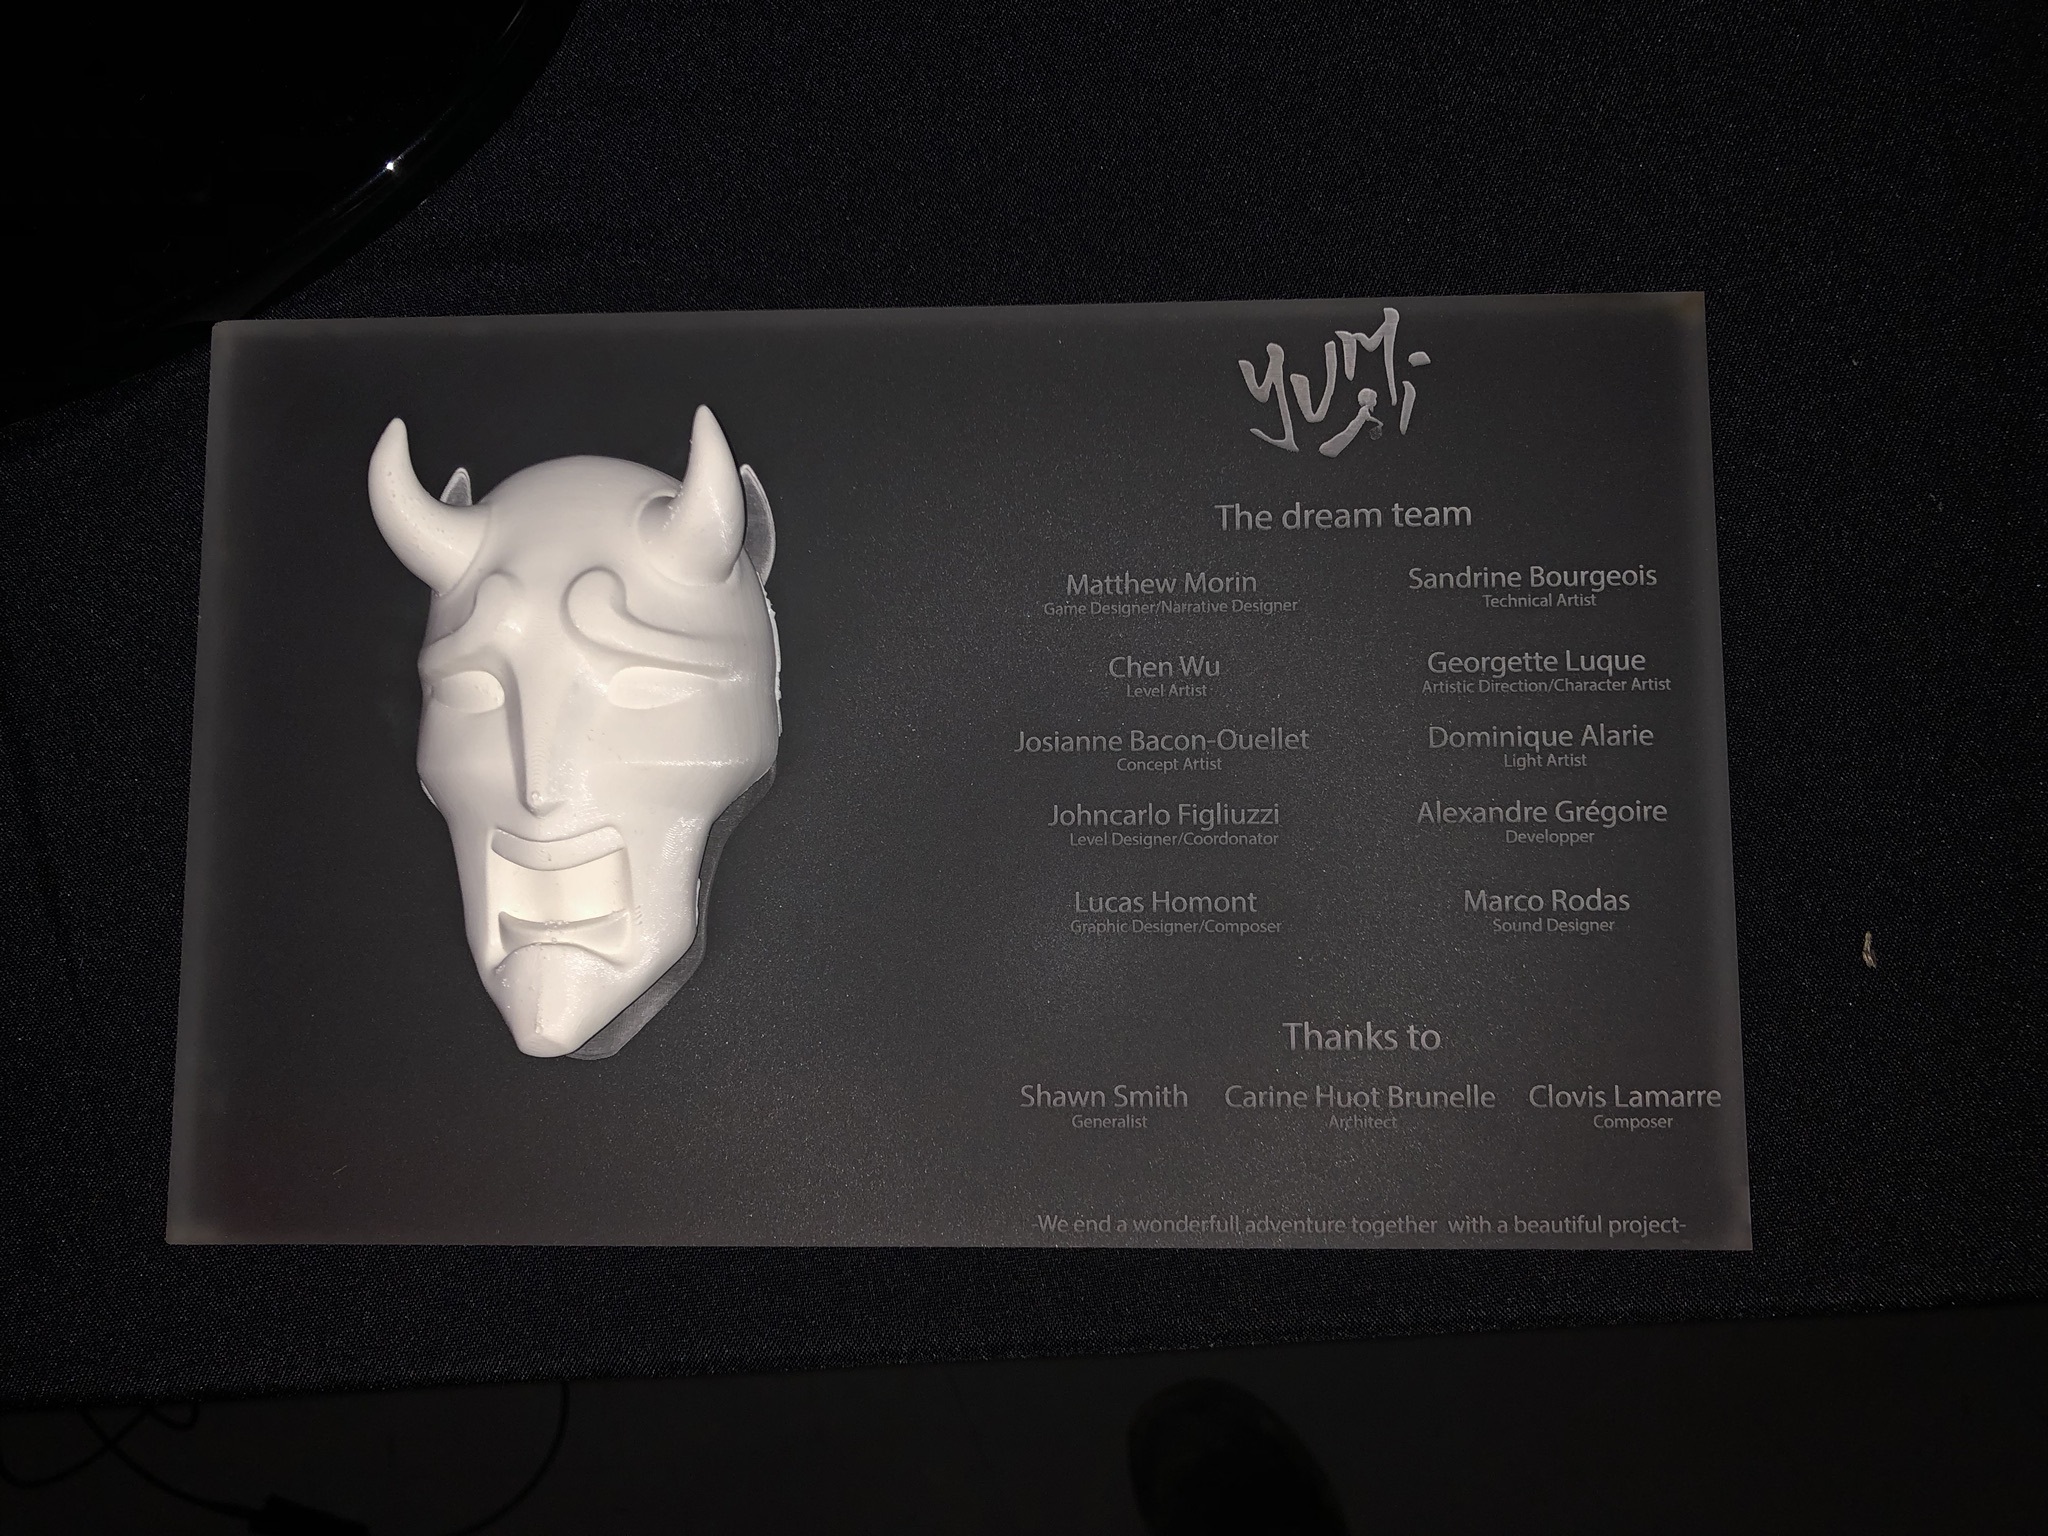 YUMi
The dream team
Matthew Morin
Game Designer/Narrative Designer
Sandrine Bourgeois
Technical Artist
Chen Wu
Level Artist
Georgette Luque
Artistic Direction/Character Artist
Josianne Bacon-Ouellet
Concept Artist
Dominique Alarie
Light Artist
Johncarlo Figliuzzi
Level Designer/Coordonator
Alexandre Grégoire
Developper
Lucas Homont
Graphic Designer/Composer
Marco Rodas
Sound Designer
Thanks to
Shawn Smith
Generalist
Carine Huot Brunelle
Architect
Clovis Lamarre
Composer
-We end a wonderfull adventure together with a beautiful project-